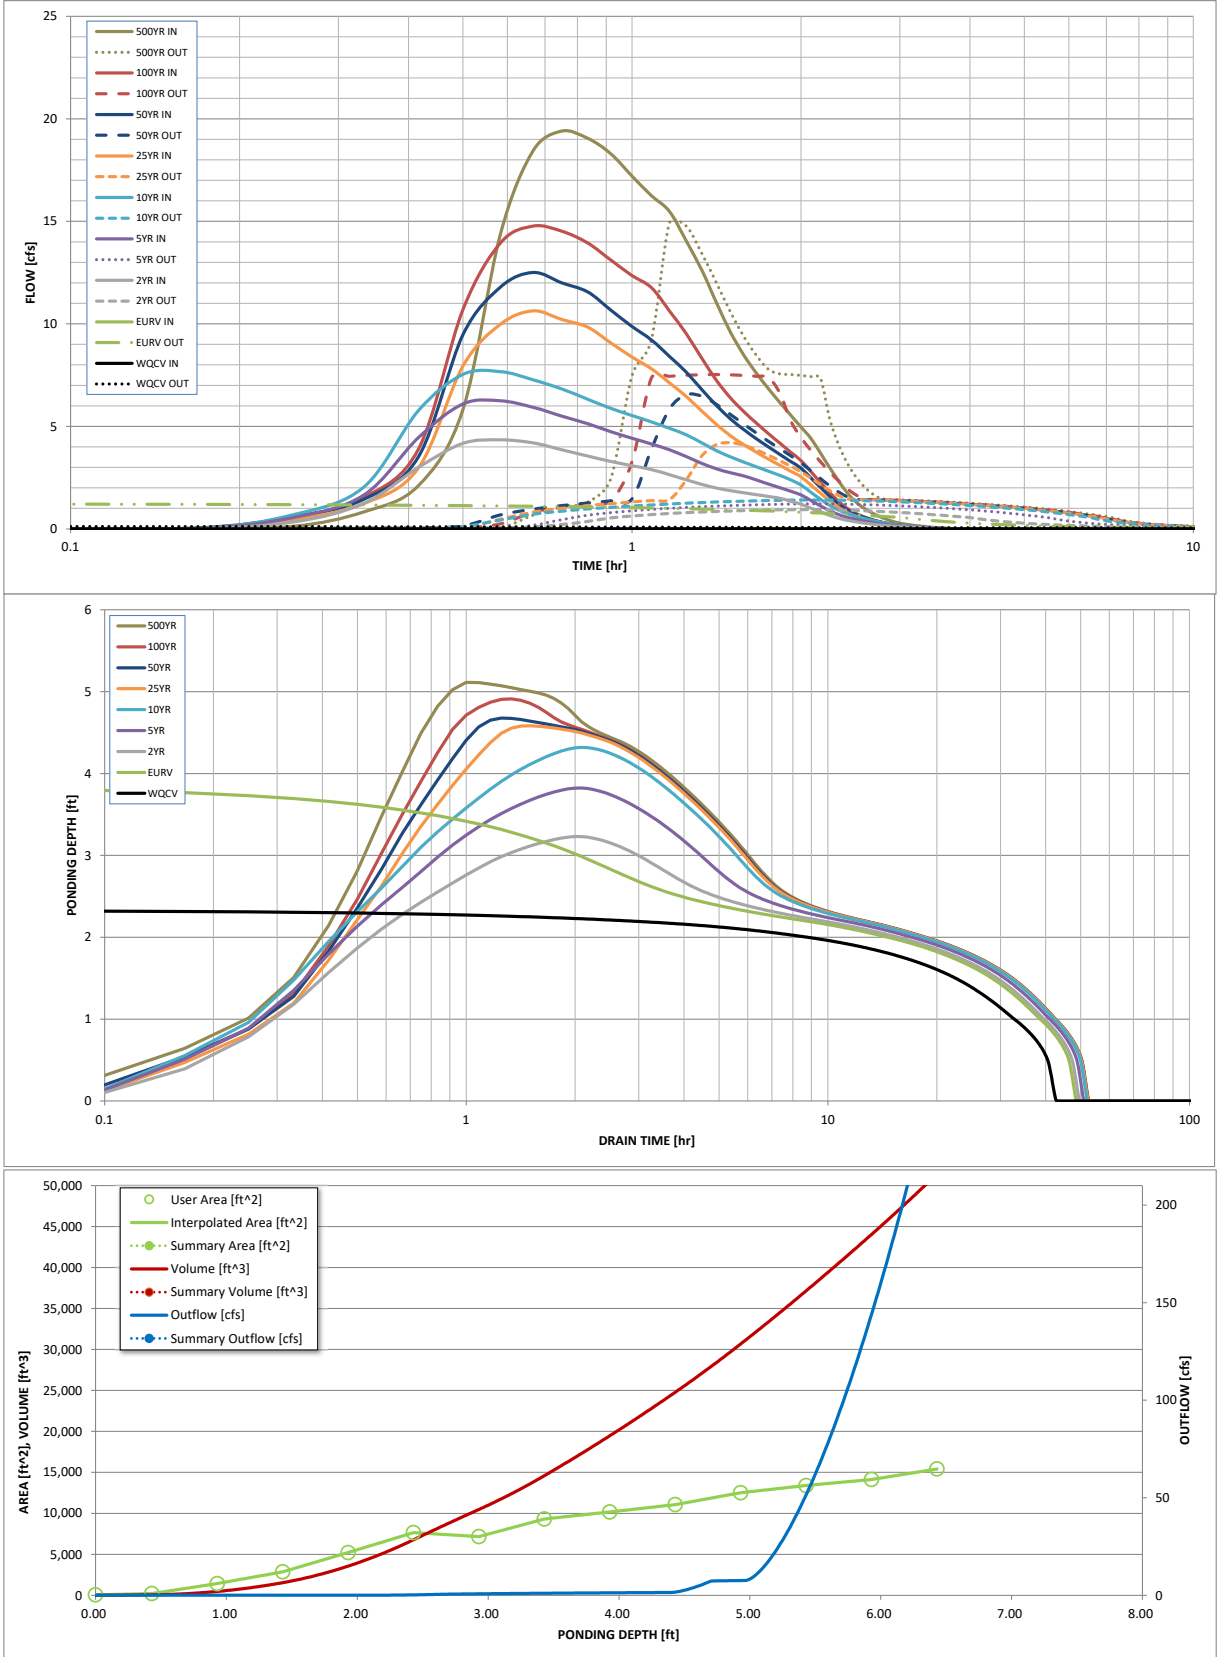 25
20
15
10
5
0
FLOW [cfs]
500YR IN
500YR OUT
100YR IN
100YR OUT
50YR IN
50YR OUT
25YR IN
25YR OUT
10YR IN
10YR OUT
5YR IN
5YR OUT
2YR IN
2YR OUT
EURV IN
EURV OUT
WQCV IN
WQCV OUT
0.1 1 10
TIME [hr]
6
5
4
3
2
1
0
PONDING DEPTH [ft]
500YR
100YR
50YR
25YR
10YR
5YR
2YR
EURV
WQCV
0.1 1 10 100
DRAIN TIME [hr]
50,000
45,000
40,000
35,000
30,000
25,000
20,000
15,000
10,000
5,000
0
AREA [ft^2], VOLUME [ft^3]
User Area [ft^2]
Interpolated Area [ft^2]
Summary Area [ft^2]
Volume [ft^3]
Summary Volume [ft^3]
Outflow [cfs]
Summary Outflow [cfs]
200
150
100
50
0
OUTFLOW [cfs]
0.00 1.00 2.00 3.00 4.00 5.00 6.00 7.00 8.00
PONDING DEPTH [ft]